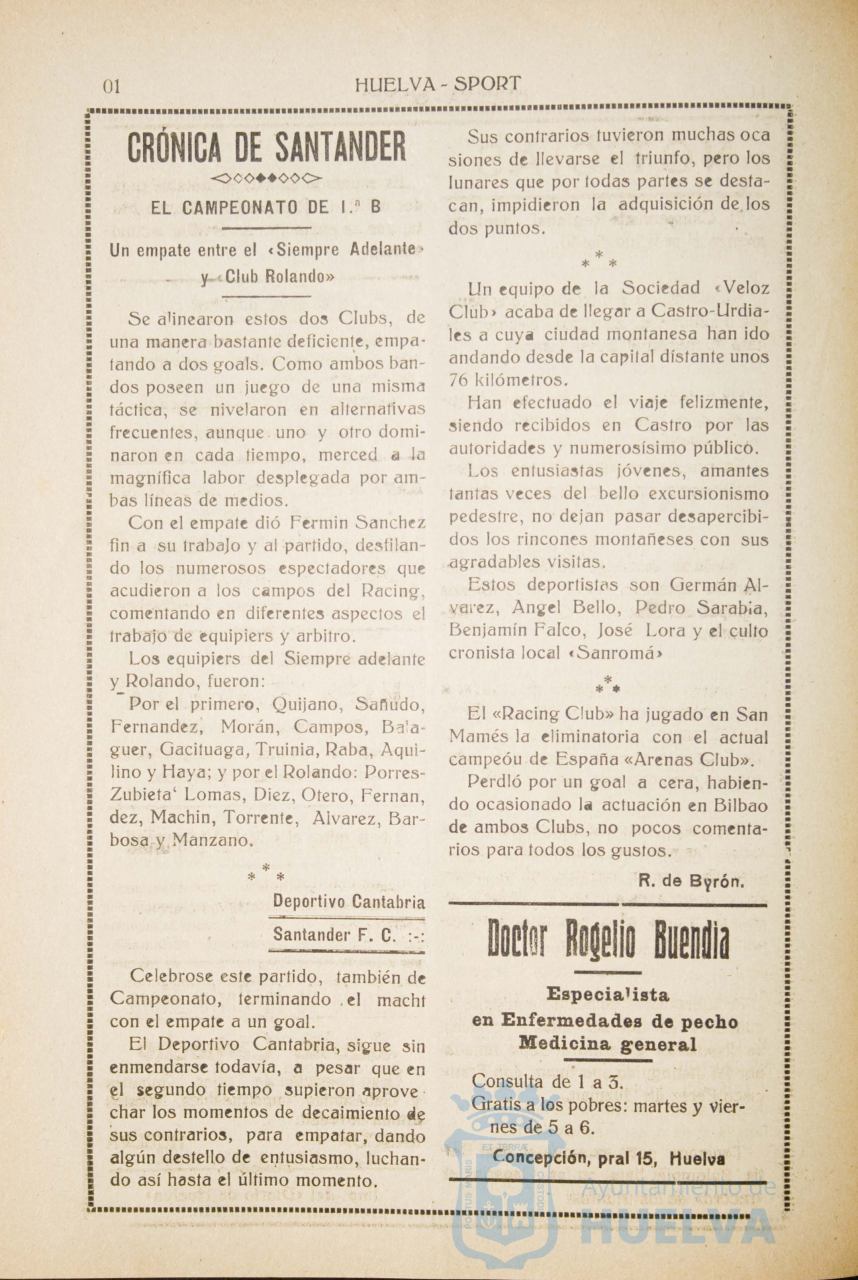 01
HUELVA - SPORT
CRÓNICA DE SANTANDER
EL CAMPEONATO DE 1.ª B
Un empate entre el «Siempre Adelante»
y «Club Rolando»
Se alinearon estos dos Clubs, de
una manera bastante deficiente, empa-
tando a dos goals. Como ambos ban-
dos poseen un juego de una misma
táctica, se nivelaron en alternativas
frecuentes, aunque uno y otro domi-
naron en cada tiempo, merced a la
magnífica labor desplegada por am-
bas líneas de medios.
Con el empate dió Fermin Sanchez
fin a su trabajo y al partido, desfilan-
do los numerosos espectadores que
acudieron a los campos del Racing,
comentando en diferentes aspectos el
trabajo de equipiers y arbitro.
Los equipiers del Siempre adelante
y Rolando, fueron:
Por el primero, Quijano, Sañudo,
Fernandez, Morán, Campos, Bala-
guer, Gacituaga, Truinia, Raba, Aqui-
lino y Haya; y por el Rolando: Porres-
Zubieta‘ Lomas, Diez, Otero, Fernan,
dez, Machin, Torrente, Alvarez, Bar-
bosa y Manzano.
* * *
Deportivo Cantabria
Santander F. C. :-:
Celebrose este partido, también de
Campeonato, terminando el macht
con el empate a un goal.
El Deportivo Cantabria, sigue sin
enmendarse todavía, a pesar que en
el segundo tiempo supieron aprove
char los momentos de decaimiento de
sus contrarios, para empatar, dando
algún destello de entusiasmo, luchan-
do así hasta el último momento.
Sus contrarios tuvieron muchas oca
siones de llevarse el triunfo, pero los
lunares que por todas partes se desta-
can, impidieron la adquisición de los
dos puntos.
* * *
Un equipo de la Sociedad «Veloz
Club» acaba de llegar a Castro-Urdia-
les a cuya ciudad montanesa han ido
andando desde la capital dístante unos
76 kilómetros.
Han efectuado el viaje felizmente,
siendo recibidos en Castro por las
autoridades y numerosísimo público.
Los entusiastas jóvenes, amantes
tantas veces del bello excursionismo
pedestre, no dejan pasar desapercibi-
dos los rincones montañeses con sus
agradables visitas.
Estos deportistas son Germán Al-
varez, Angel Bello, Pedro Sarabia,
Benjamín Falco, José Lora y el culto
cronista local «Sanromá»
* * *
El «Racing Club» ha jugado en San
Mamés la eliminatoria con el actual
campeóu de España «Arenas Club».
Perdló por un goal a cera, habien-
do ocasionado la actuación en Bilbao
de ambos Clubs, no pocos comenta-
rios para todos los gustos.
R. de Byrón.
Doctor Rogelio Buendia
Especialista
en Enfermedades de pecho
Medicina general
Consulta de 1 a 3.
Gratis a los pobres: martes y vier-
nes de 5 a 6.
Concepción, pral 15, Huelva
Ayuntamiento de
HUELVA